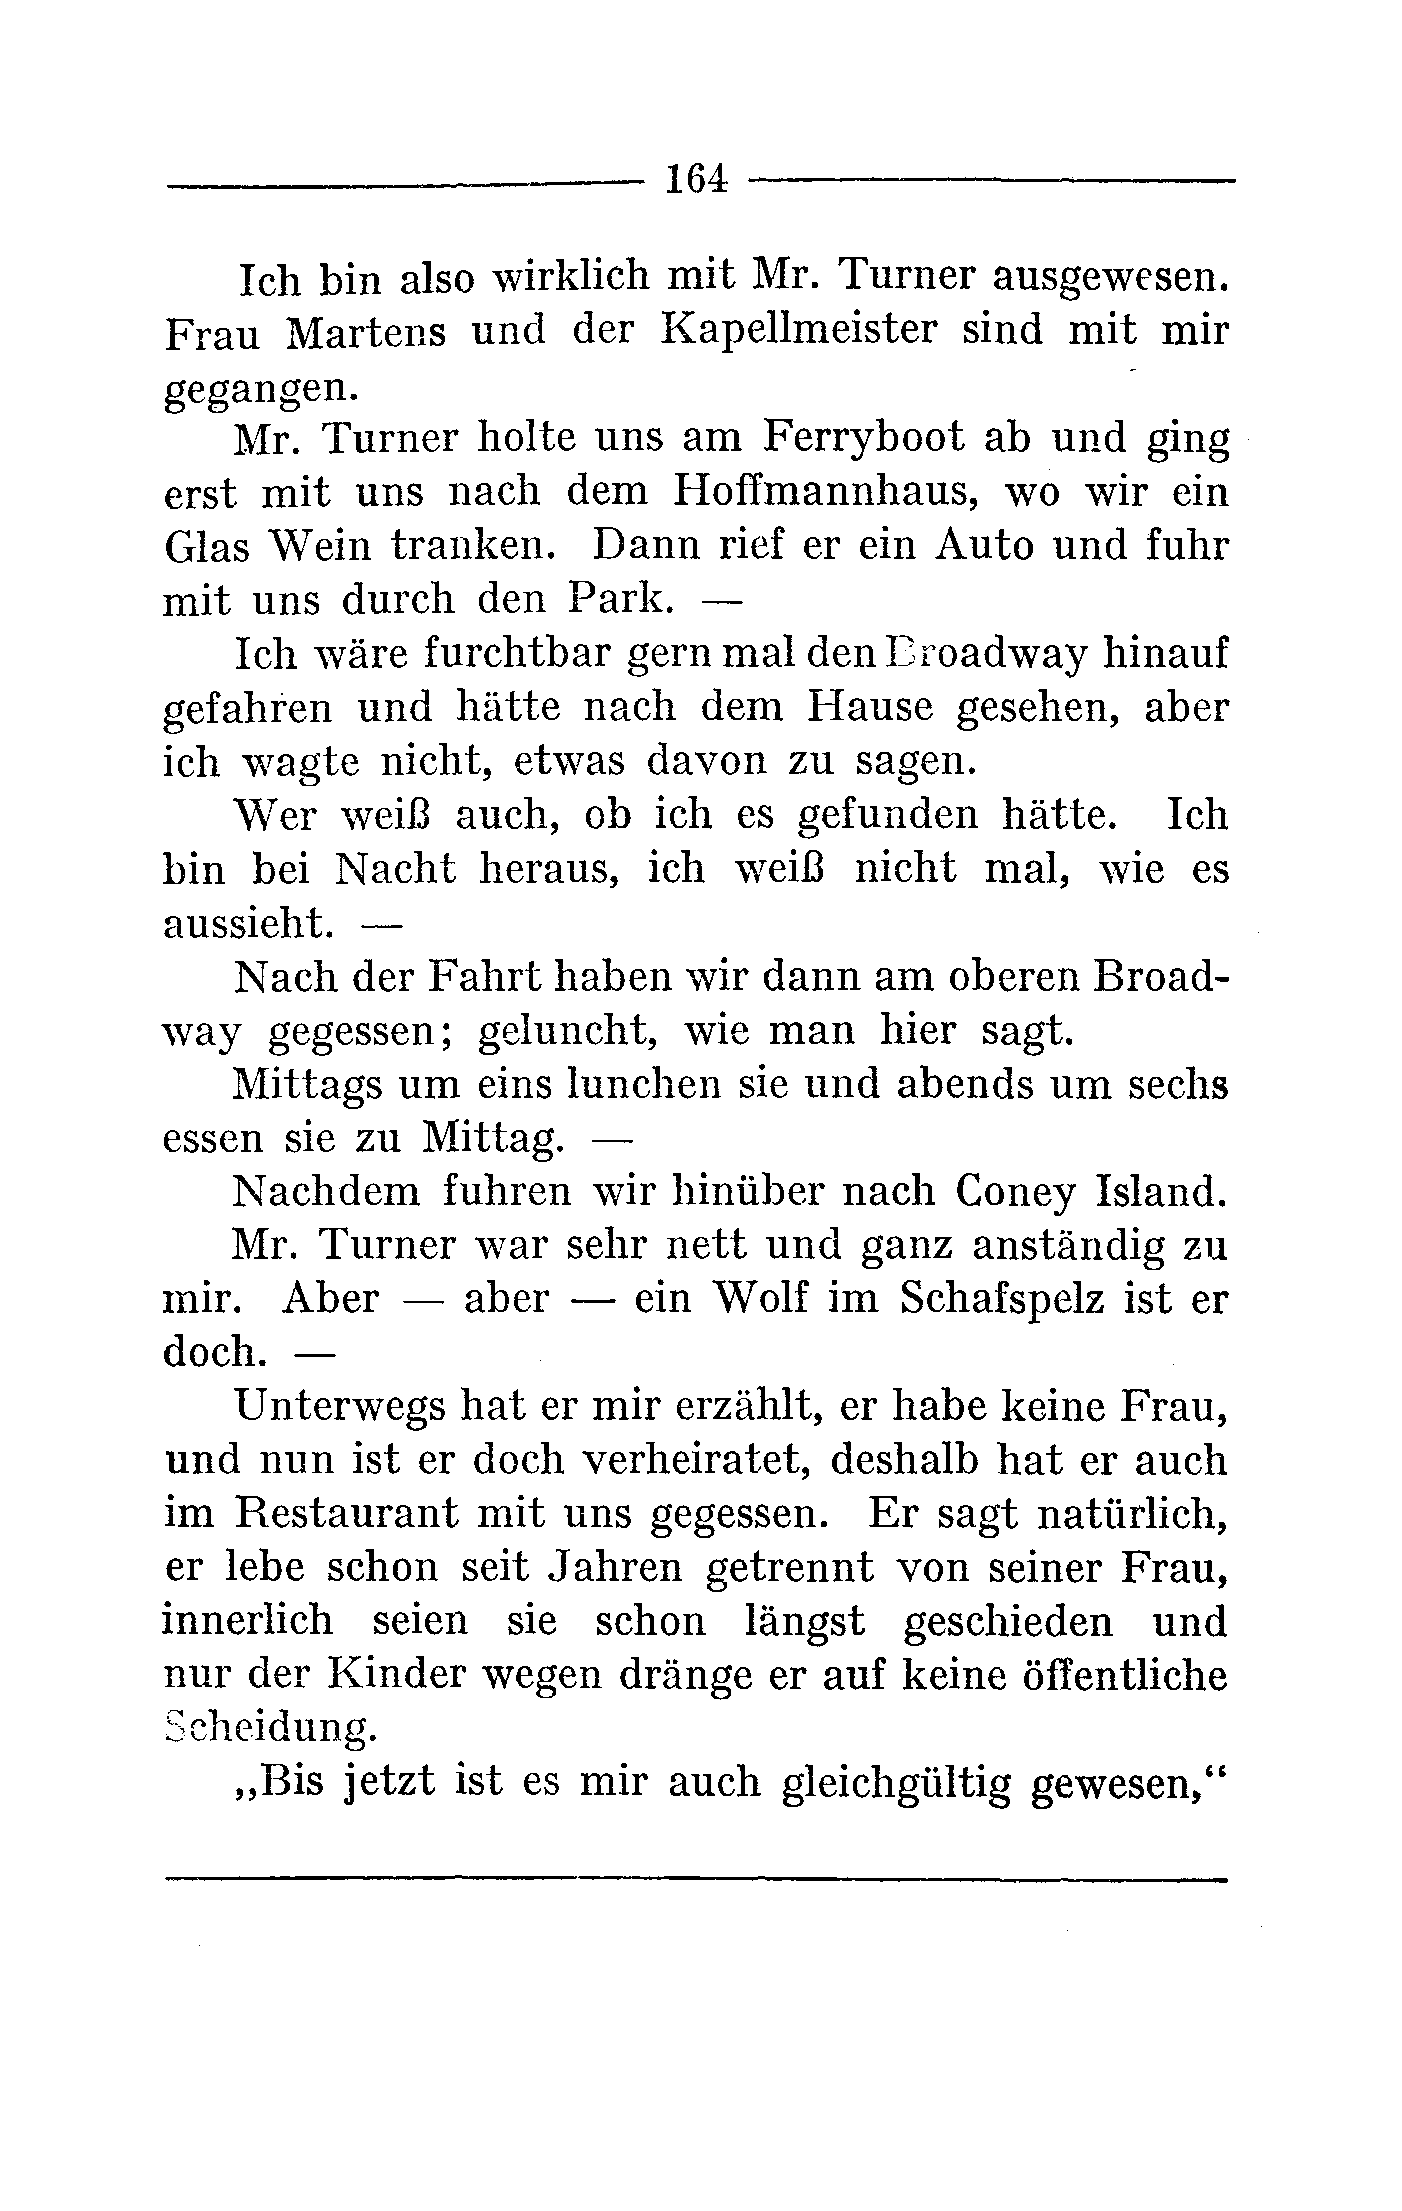 164
Ich bin also wirklich mit Mr. Turner ausgewesen.
Frau Martens und der Kapellmeister sind mit mir
gegangen.
Mr. Turner holte uns am Ferryboot ab und ging
erst mit uns nach dem Hoffmannhaus, wo wir ein
Glas Wein tranken. Dann rief er ein Auto und fuhr
mit uns durch den Park. —
Ich wäre furchtbar gern mal den Broadway hinauf
gefahren und hätte nach dem Hause gesehen, aber
ich wagte nicht, etwas davon zu sagen.
Wer weiß auch, ob ich es gefunden hätte. Ich
bin bei Nacht heraus, ich weiß nicht mal, wie es
aussieht. —
Nach der Fahrt haben wir dann am oberen Broad-
way gegessen; geluncht, wie man hier sagt.
Mittags um eins lunchen sie und abends um sechs
essen sie zu Mittag. —
Nachdem fuhren wir hinüber nach Coney Island.
Mr. Turner war sehr nett und ganz anständig zu
mir. Aber — aber — ein Wolf im Schafspelz ist er
doch. —
Unterwegs hat er mir erzählt, er habe keine Frau,
und nun ist er doch verheiratet, deshalb hat er auch
im Restaurant mit uns gegessen. Er sagt natürlich,
er lebe schon seit Jahren getrennt von seiner Frau,
innerlich seien sie schon längst geschieden und
nur der Kinder wegen dränge er auf keine öffentliche
Scheidung.
„Bis jetzt ist es mir auch gleichgültig gewesen,“